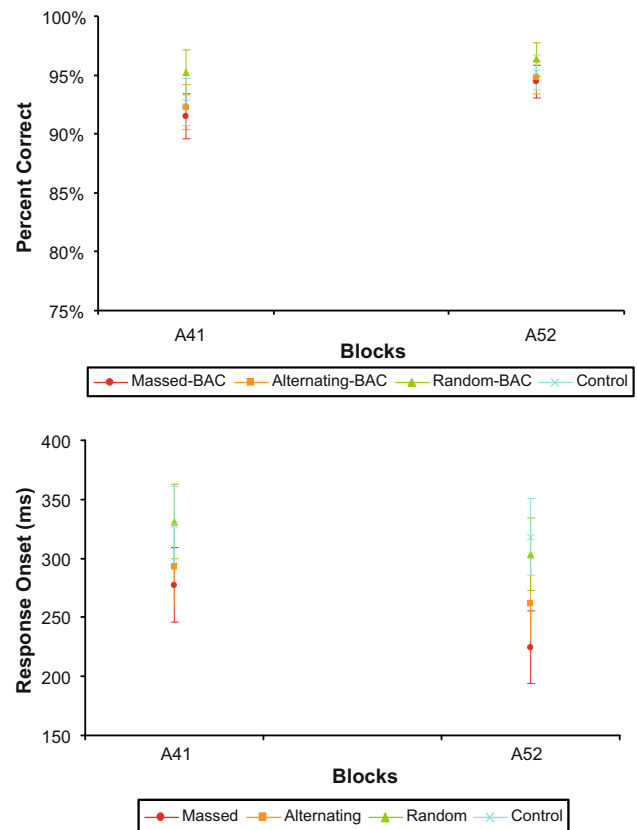 100%
95%
90%
85%
80%
75%
Percent Correct
A41 A52
Blocks
Massed-BAC Alternating-BAC Random-BAC Control
400
350
300
250
200
150
Response Onset (ms)
A41 A52
Blocks
Massed Alternating Random Control